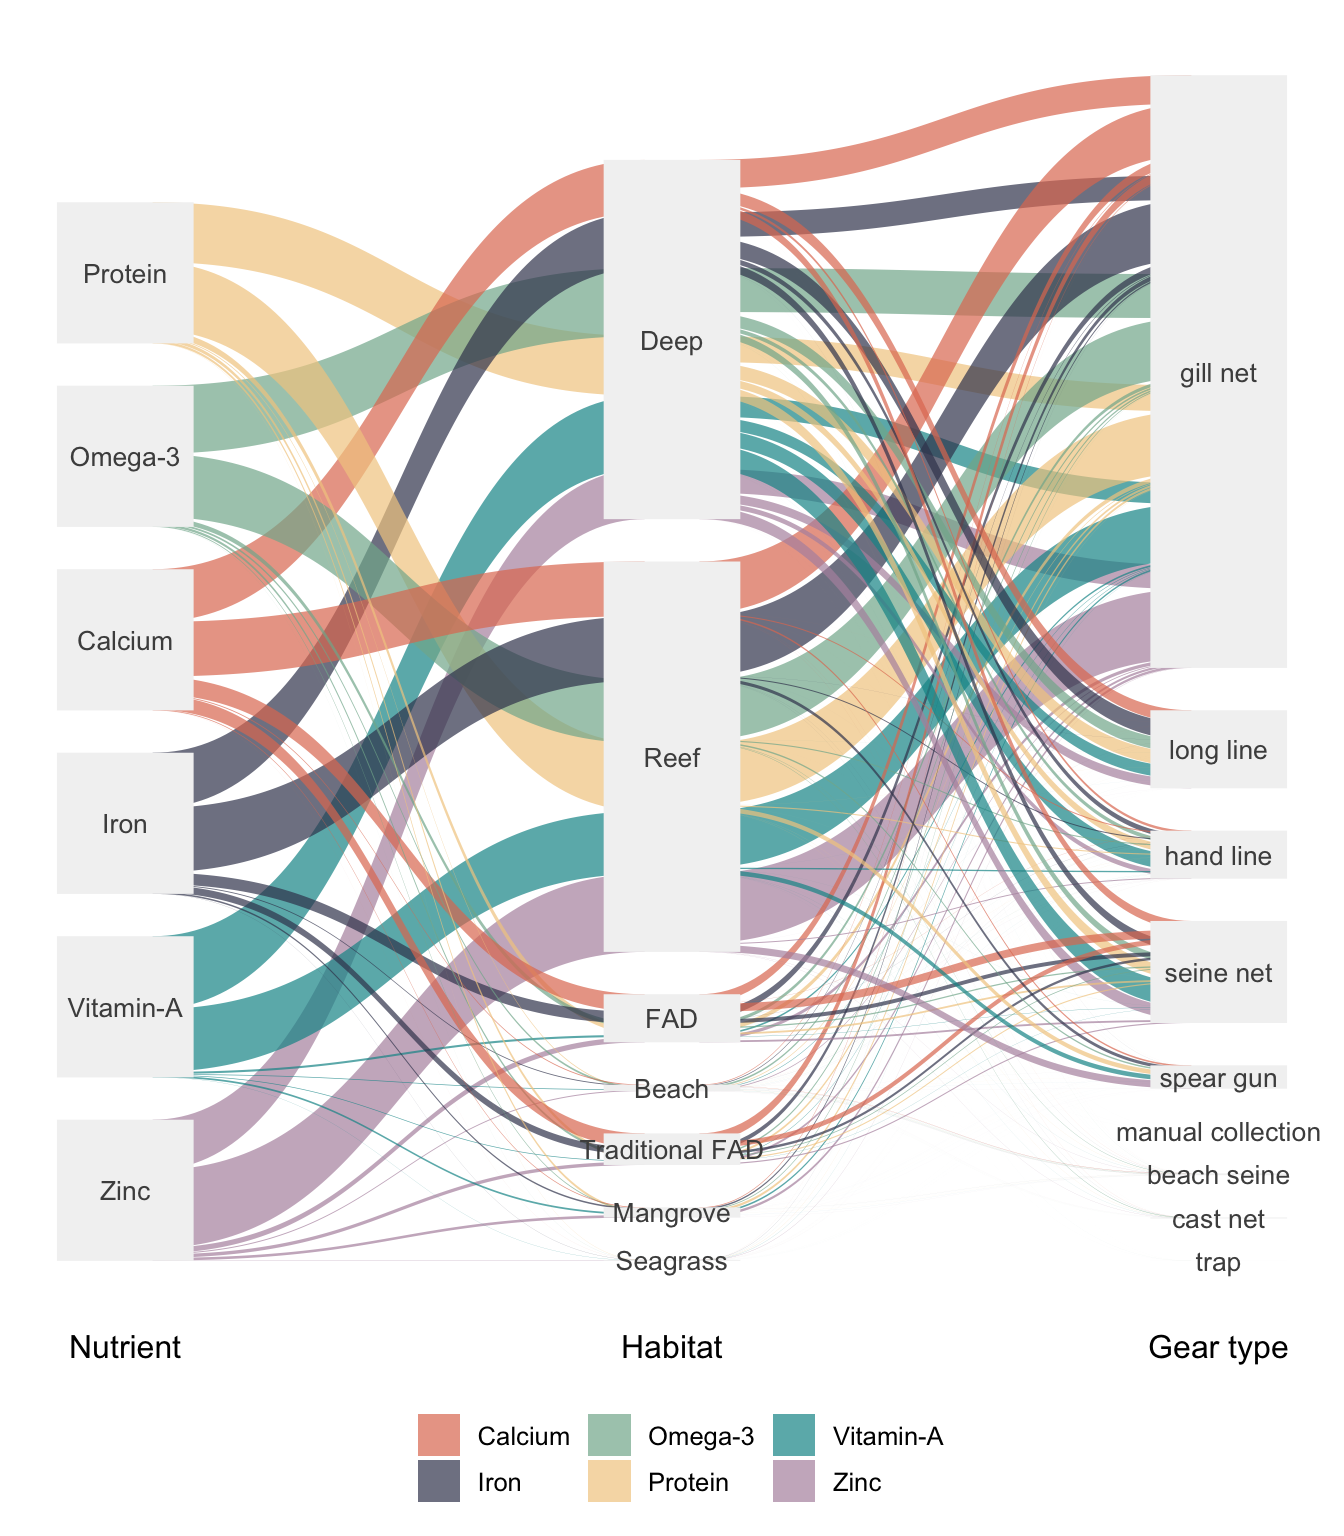 Protein
Omega-3
Calcium
Iron
Vitamin-A
Zinc
Deep
Reef
FAD
Beach
Traditional FAD
Mangrove
Seagrass
gill net
long line
hand line
seine net
spear gun
manual collection
beach seine
cast net
trap
Nutrient
Habitat
Gear type
Calcium
Omega-3
Vitamin-A
Iron
Protein
Zinc